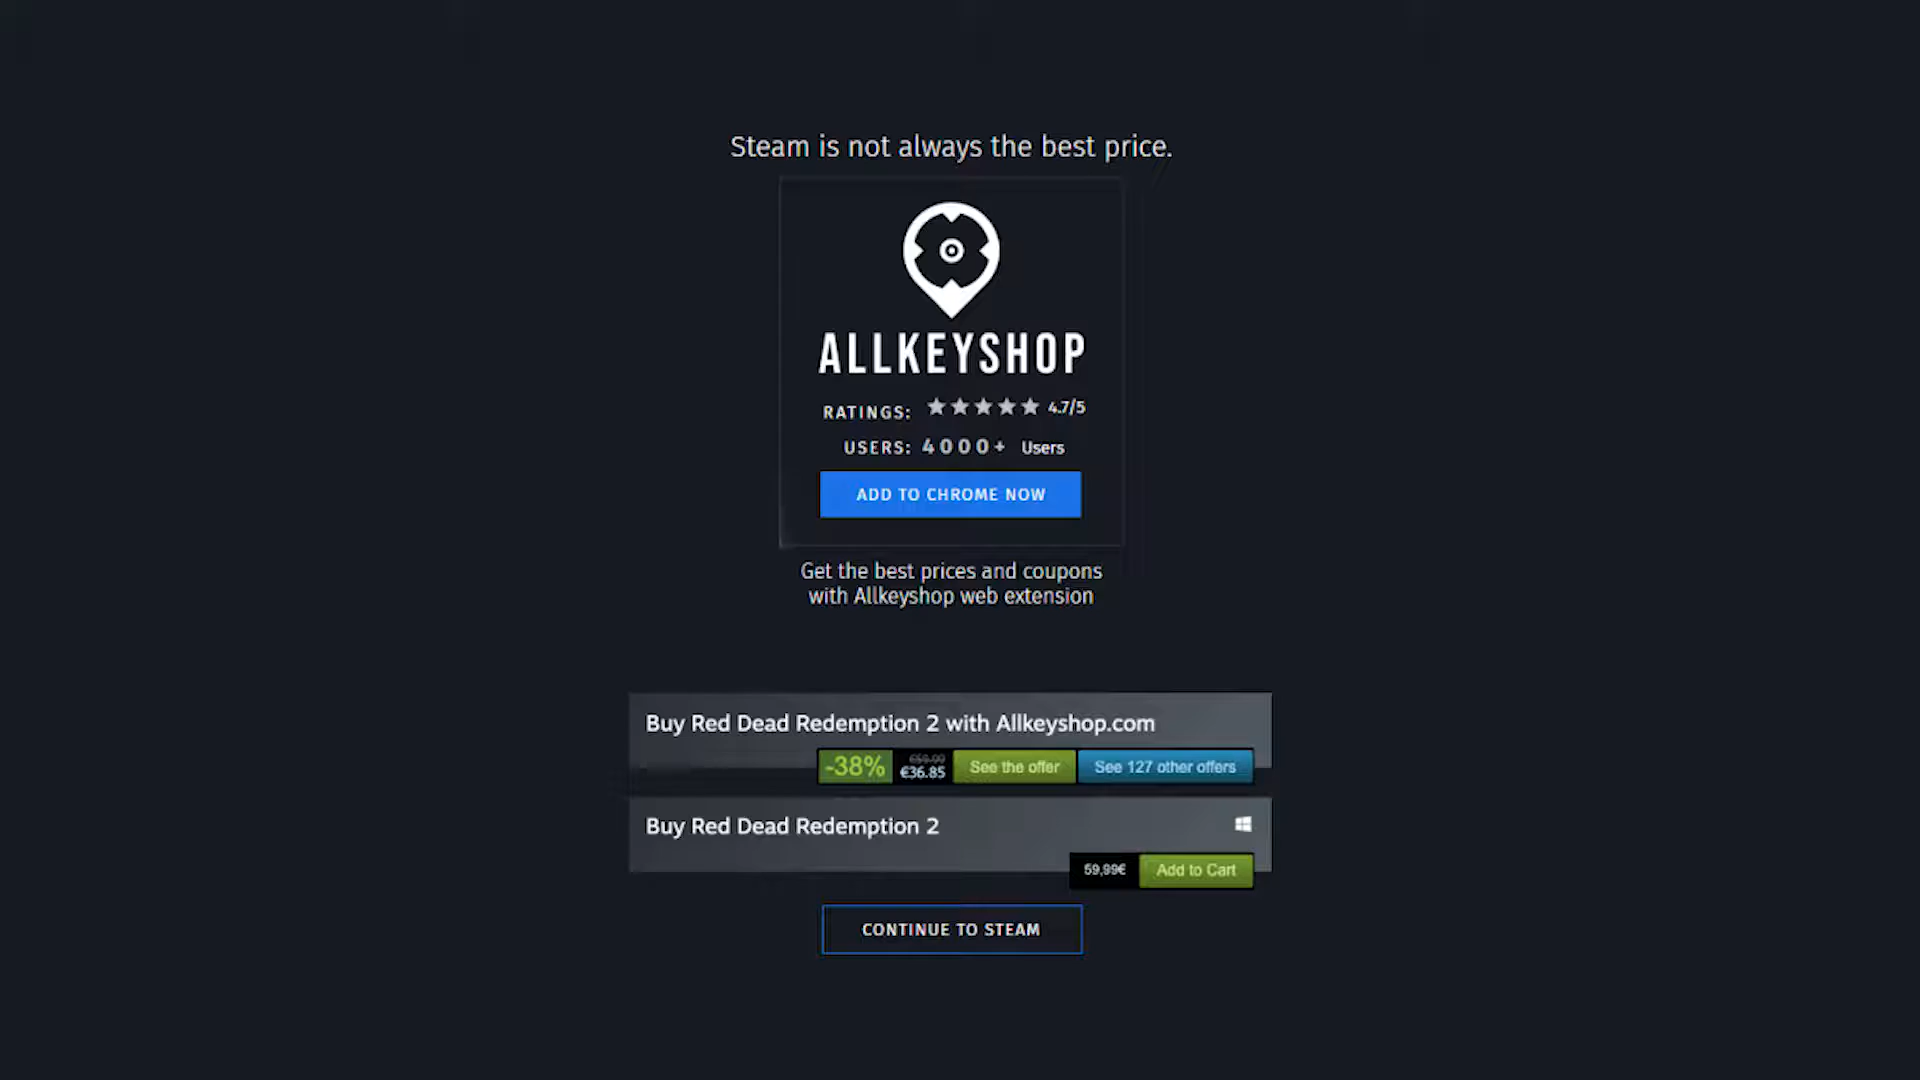 Steam is not always the best price.
ALLKEYSHOP
RATINGS: 4.7/5
USERS: 4000+ Users
ADD TO CHROME NOW
Get the best prices and coupons
with Allkeyshop web extension
Buy Red Dead Redemption 2 with Allkeyshop.com
-38% €59.99 €36.85 See the offer See 127 other offers
Buy Red Dead Redemption 2
59,99€ Add to Cart
CONTINUE TO STEAM